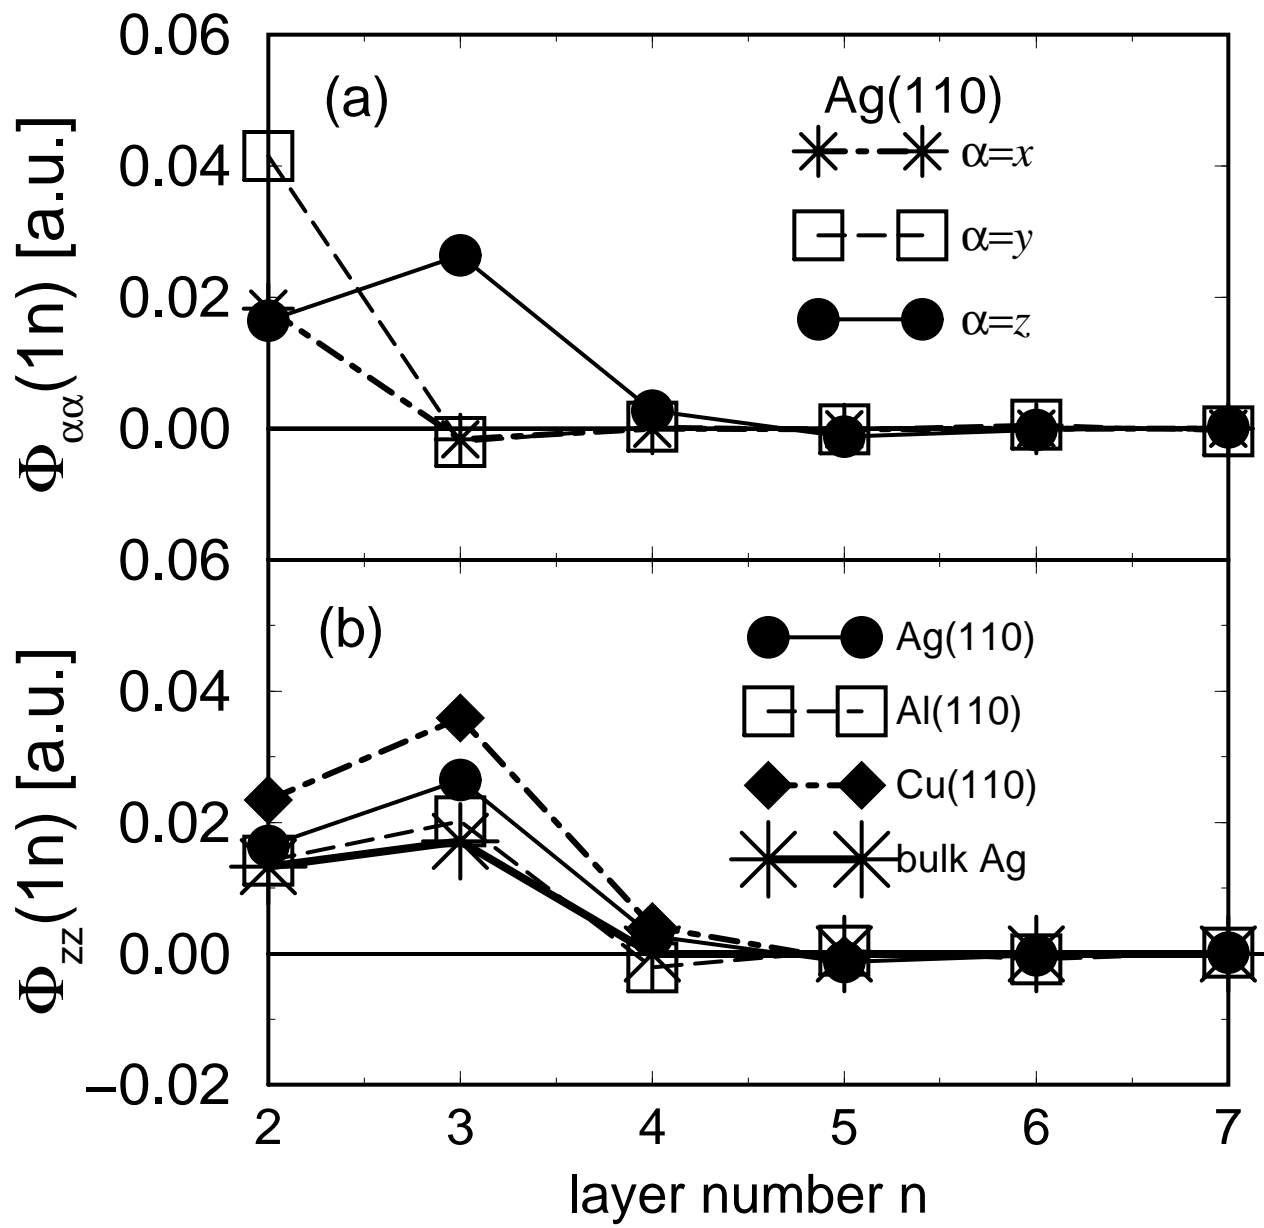 0.06
(a)
Ag(110)
α=x
0.04
α=y
0.02
α=z
0.00
Φαα(1n) [a.u.]
0.06
(b)
Ag(110)
0.04
Al(110)
Cu(110)
0.02
bulk Ag
0.00
−0.02
Φzz(1n) [a.u.]
2 3 4 5 6 7
layer number n